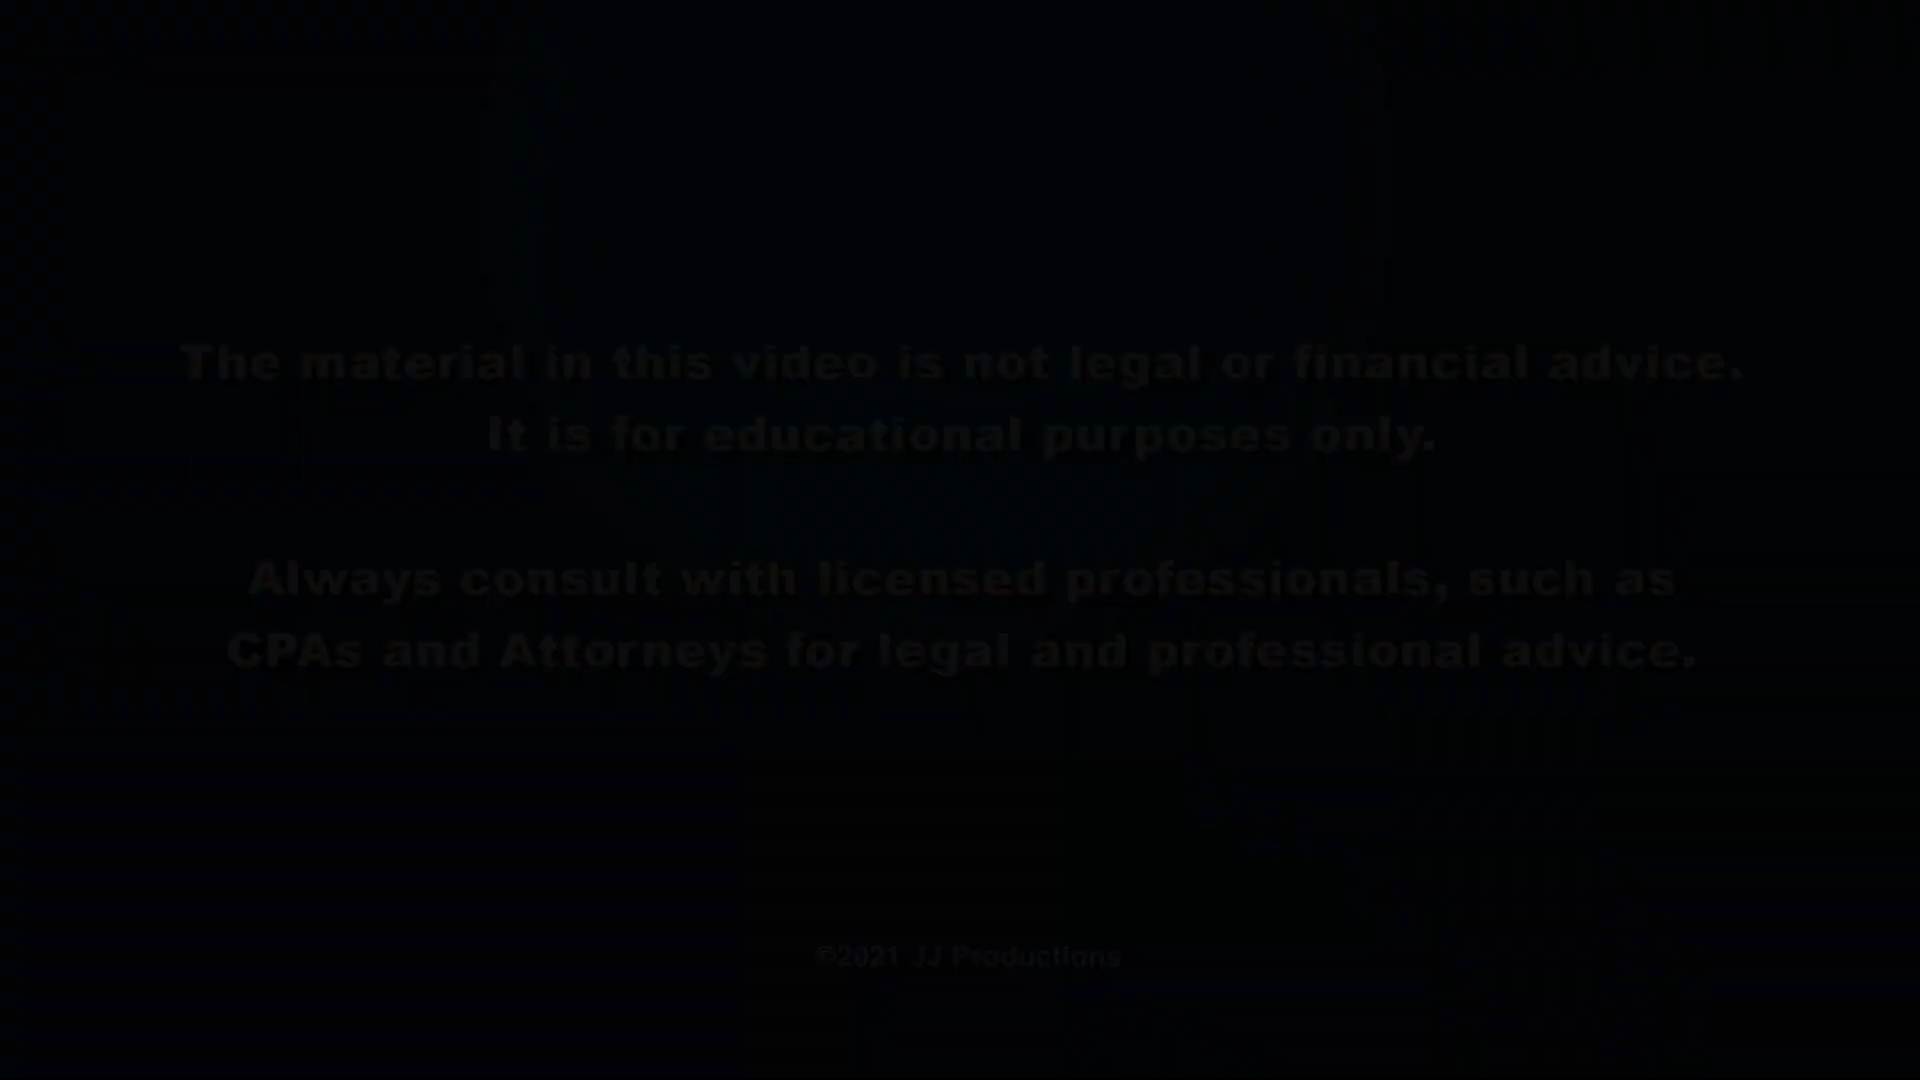 The material in this video is not legal or financial advice.
It is for educational purposes only.
Always consult with licensed professionals, such as
CPAs and Attorneys for legal and professional advice.
©2021 JJ Productions